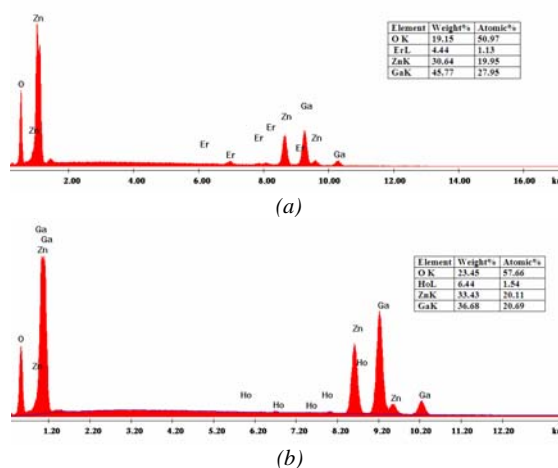 Zn
Element Weight% Atomic%
O K 19.15 50.97
ErL 4.44 1.13
ZnK 30.64 19.95
GaK 45.77 27.95
O
Ga
Zn
Zn
Er
Er
Er
Er
Er
Zn
Ga
2.00 4.00 6.00 8.00 10.00 12.00 14.00 16.00
(a)
Ga
Ga
Zn
Element Weight% Atomic%
O K 23.45 57.66
HoL 6.44 1.54
ZnK 33.43 20.11
GaK 36.68 20.69
Ga
Zn
O
Zn
Ho
Ho
Ho
Ho
Ho
Zn
Ga
1.20 2.20 3.20 4.20 5.20 6.20 7.20 8.20 9.20 10.20 11.20 12.20
(b)